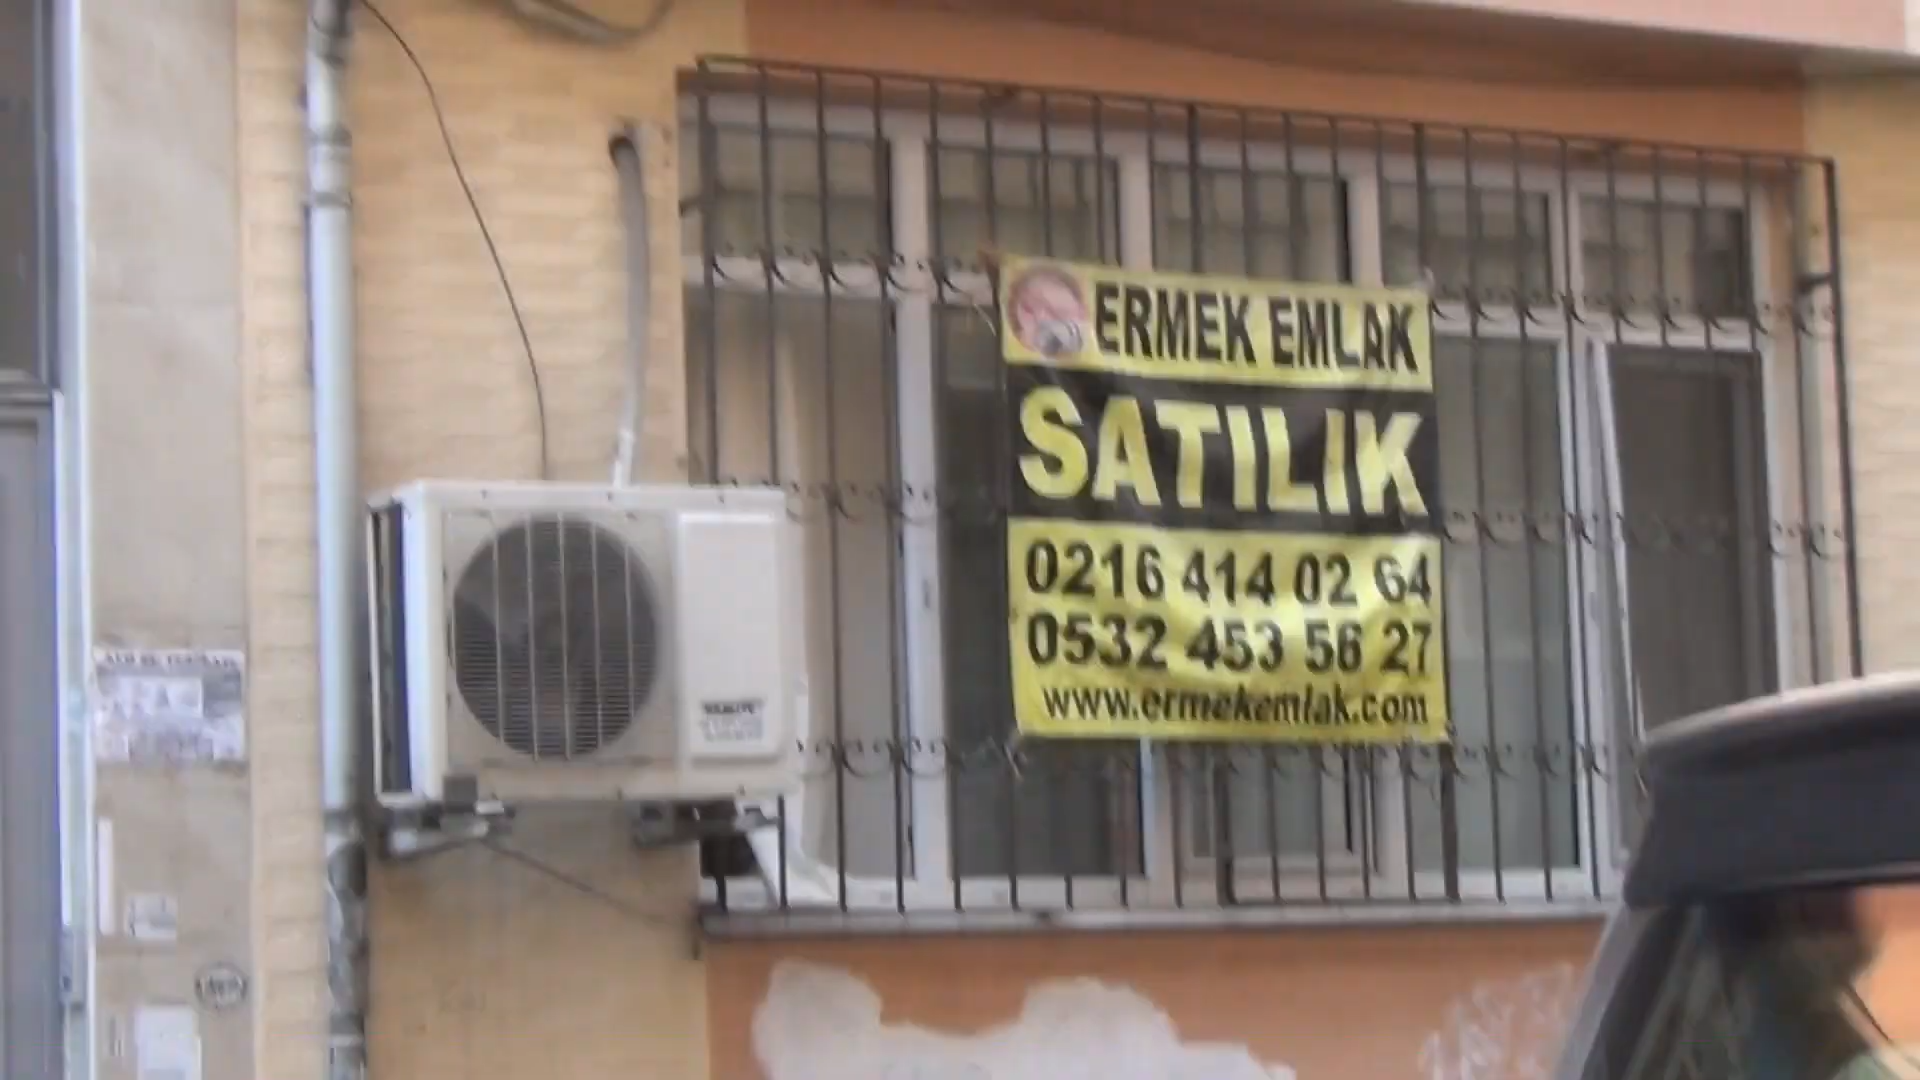 ERMEK EMLAK
SATILIK
0216 414 02 64
0532 453 56 27
www.ermekemlak.com